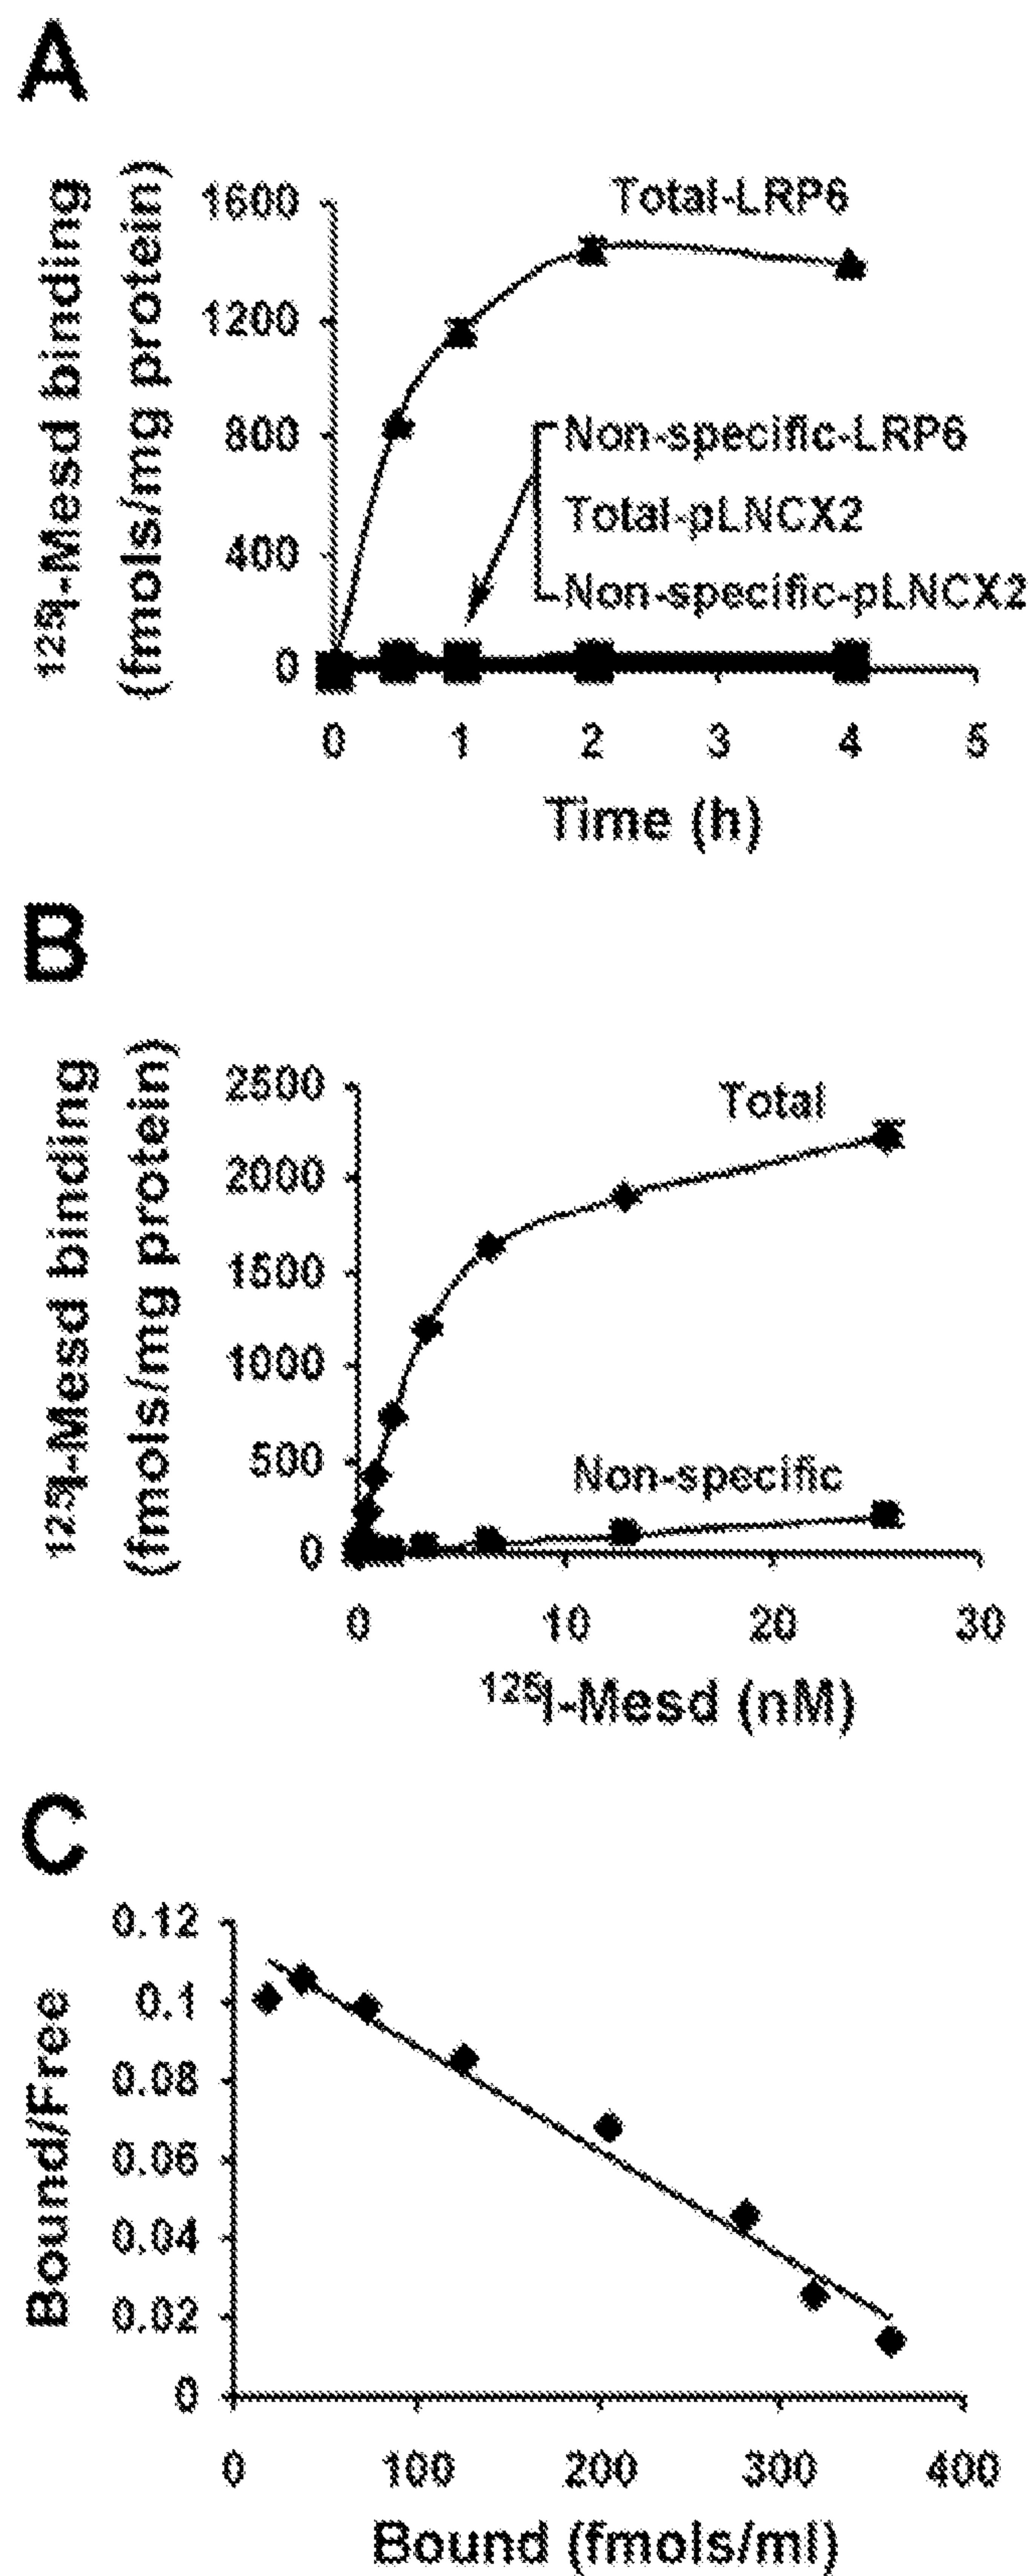 A
¹²⁵I-Mesd binding
(fmols/mg protein)
1600
1200
800
400
0
Total-LRP6
Non-specific-LRP6
Total-pLNCX2
Non-specific-pLNCX2
0 1 2 3 4 5
Time (h)
B
¹²⁵I-Mesd binding
(fmols/mg protein)
2500
2000
1500
1000
500
0
Total
Non-specific
0 10 20 30
¹²⁵I-Mesd (nM)
C
Bound/Free
0.12
0.1
0.08
0.06
0.04
0.02
0
0 100 200 300 400
Bound (fmols/ml)